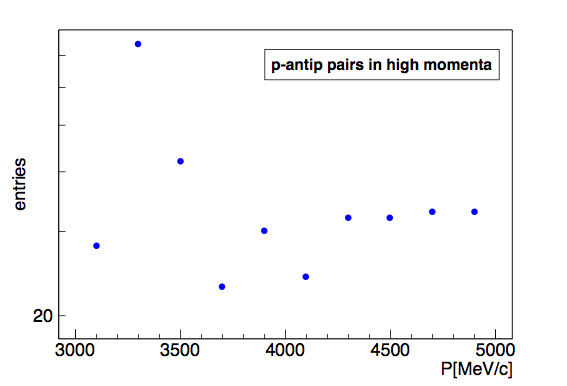 p-antip pairs in high momenta
entries
20
3000 3500 4000 4500 5000
P[MeV/c]